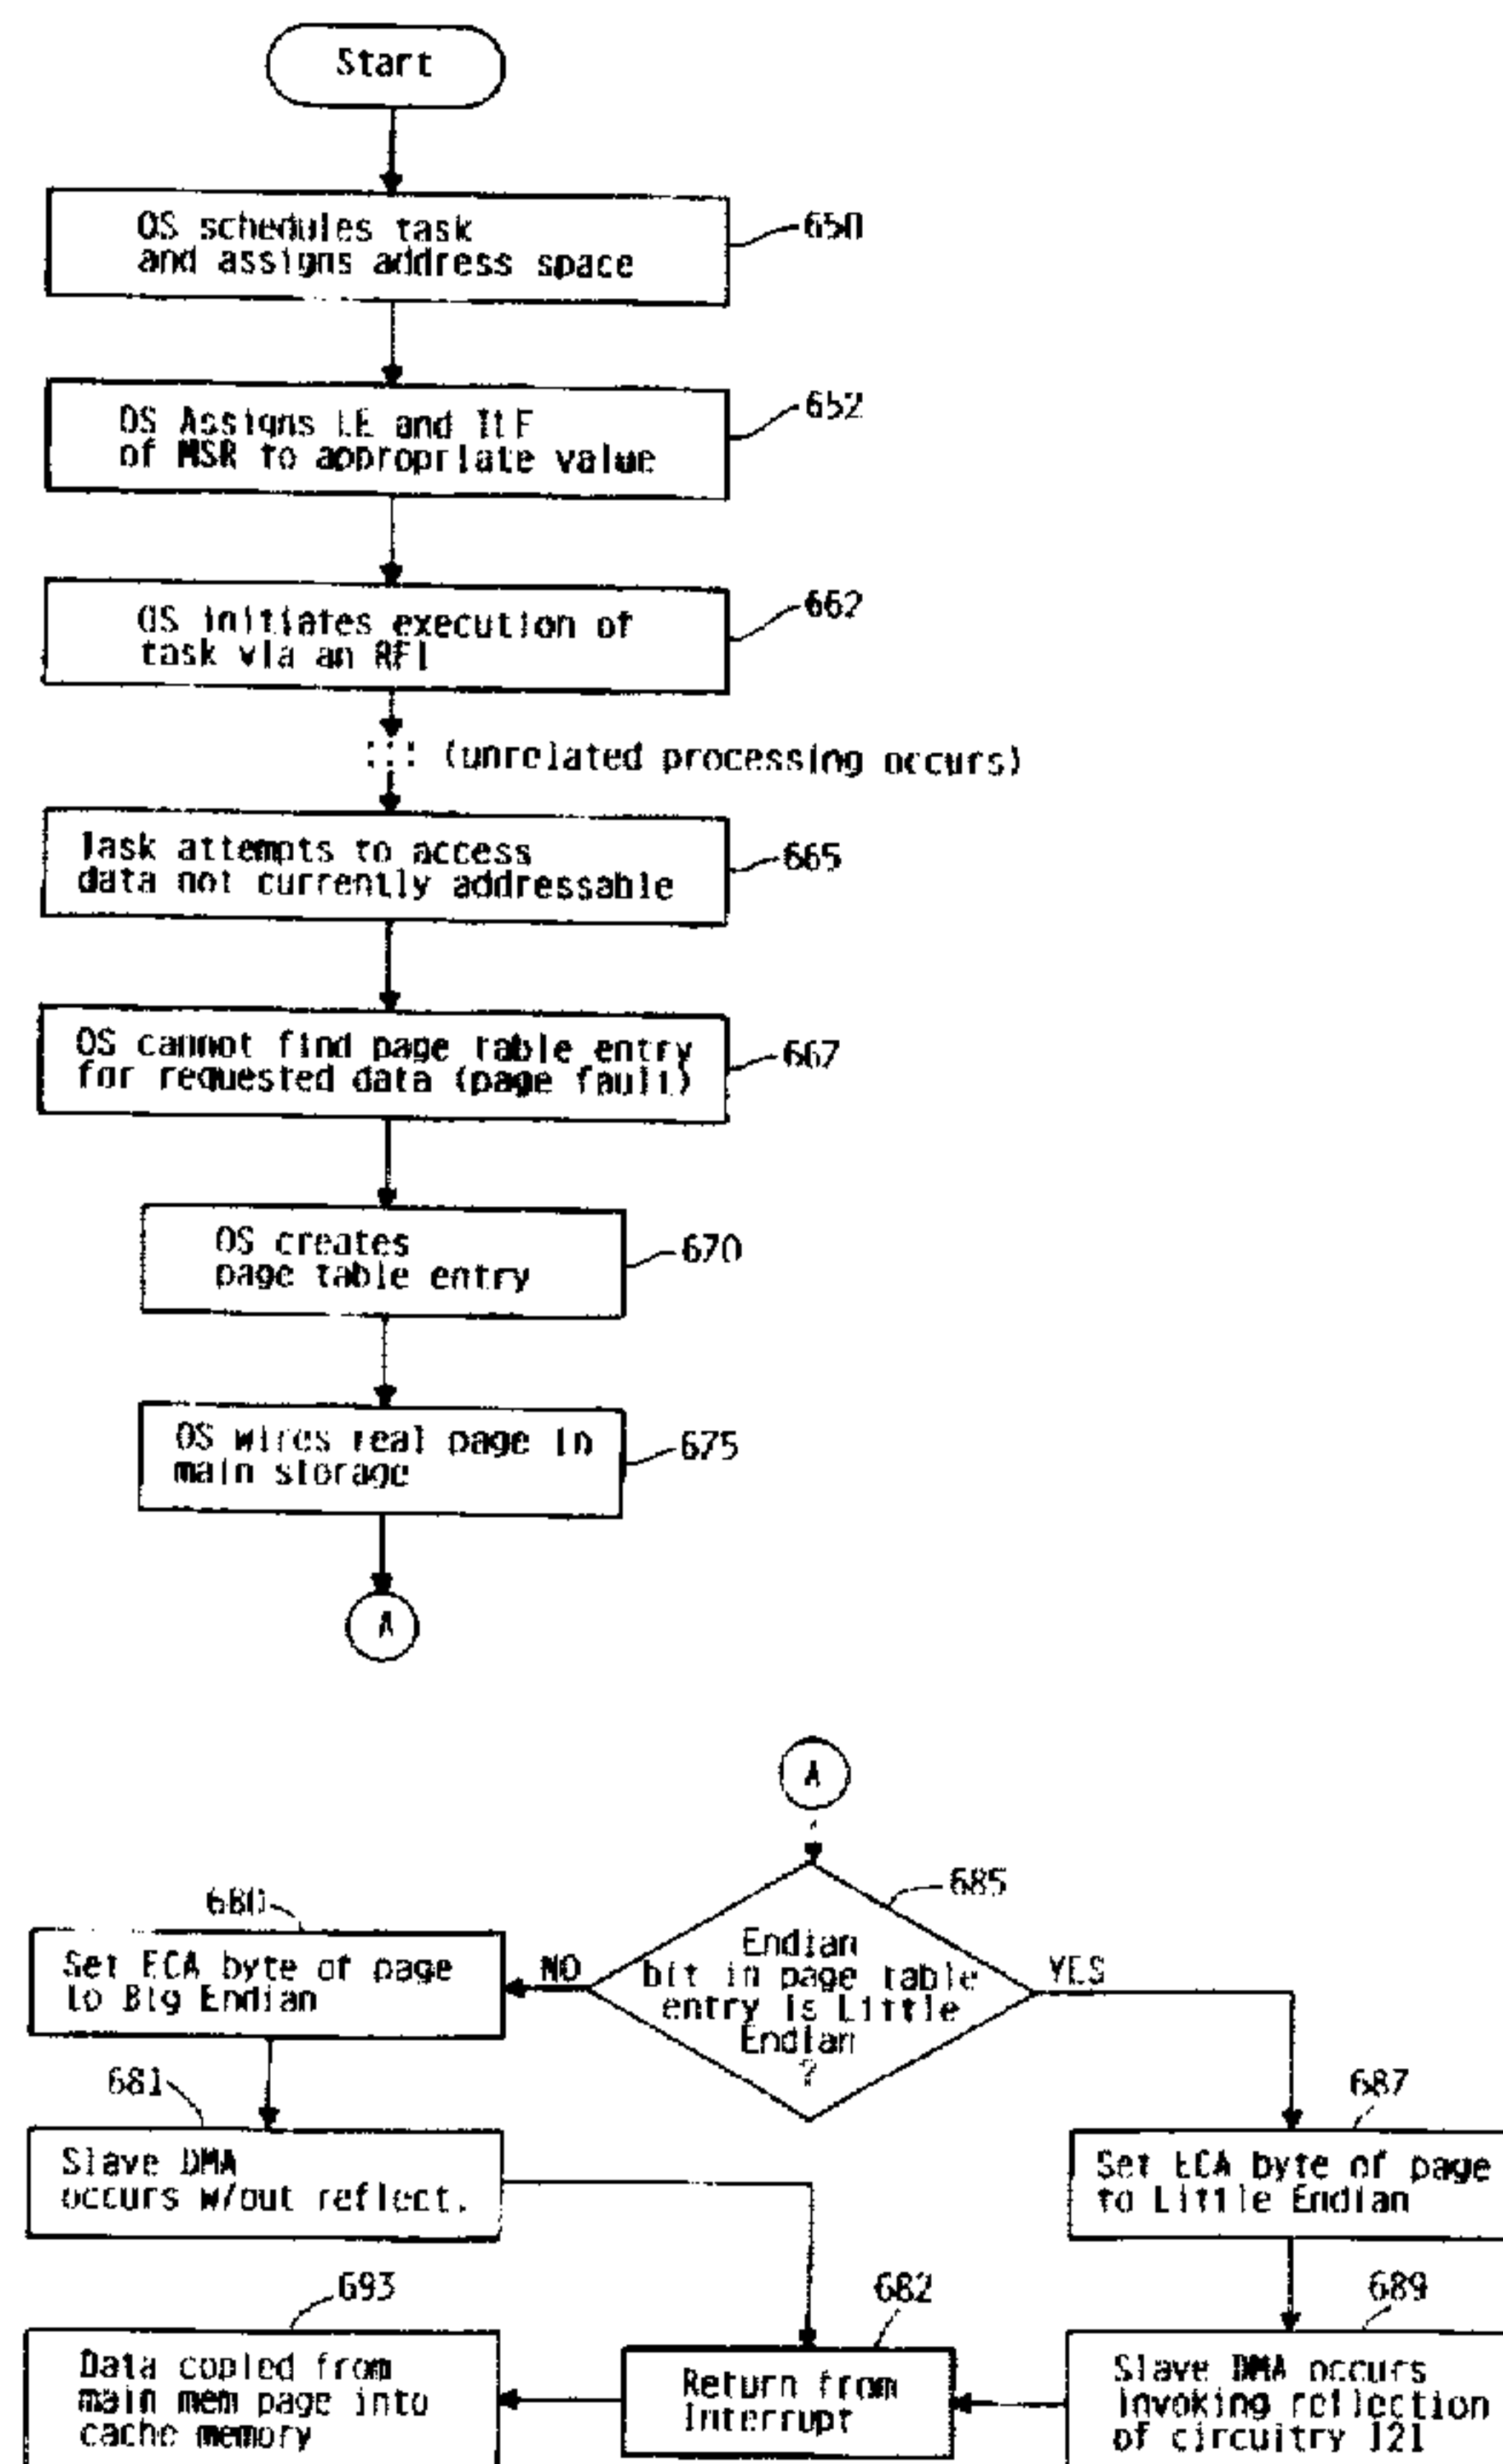 Start
OS schedules task
and assigns address space
650
OS Assigns LE and ILE
of MSR to appropriate value
652
OS initiates execution of
task via an RFI
662
(unrelated processing occurs)
Task attempts to access
data not currently addressable
665
OS cannot find page table entry
for requested data (page fault)
667
OS creates
page table entry
670
OS wires real page in
main storage
675
A
A
685
Endian
bit in page table
entry is Little
Endian
?
NO
YES
680
Set ECA byte of page
to Big Endian
681
Slave DMA
occurs w/out reflect.
687
Set ECA byte of page
to Little Endian
693
Data copied from
main mem page into
cache memory
682
Return from
Interrupt
689
Slave DMA occurs
invoking reflection
of circuitry 121